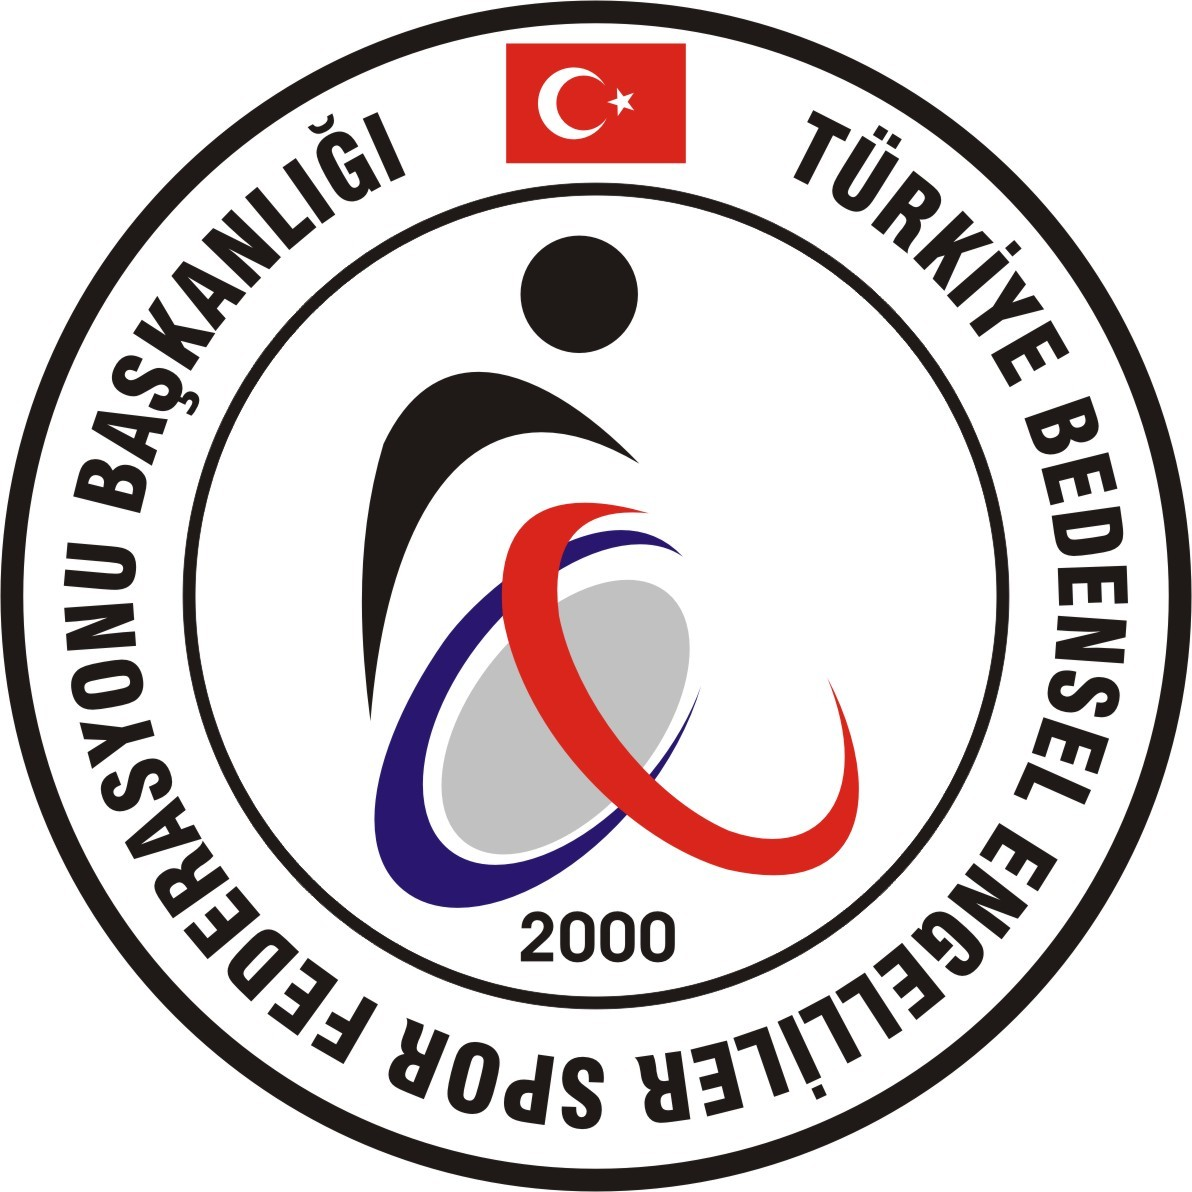 TÜRKİYE BEDENSEL ENGELLİLER SPOR FEDERASYONU BAŞKANLIĞI
2000